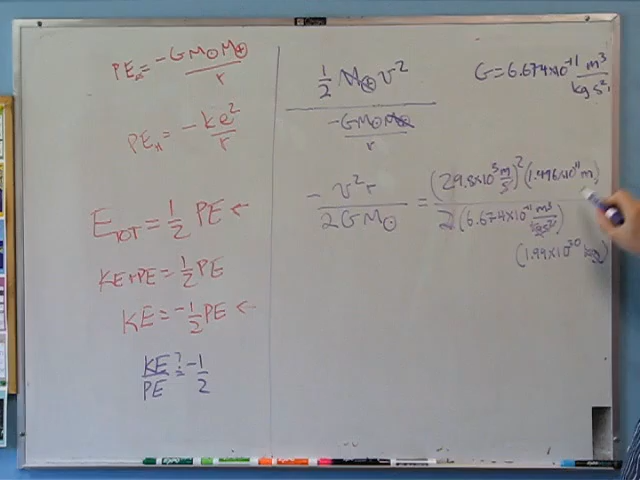 PE = -GM☉M⊕ / r
PE = -ke² / r
E_TOT = 1/2 PE ←
KE+PE = 1/2 PE
KE = -1/2 PE ←
KE/PE ?= -1/2
1/2 M⊕ v²
-GM☉M⊕ / r
- v²r / 2GM☉ = (29.8×10³ m/s)² (1.496×10¹¹ m) / 2(6.674×10⁻¹¹ m³/kg s²)
(1.99×10³⁰ kg)
G = 6.674×10⁻¹¹ m³/kg s²